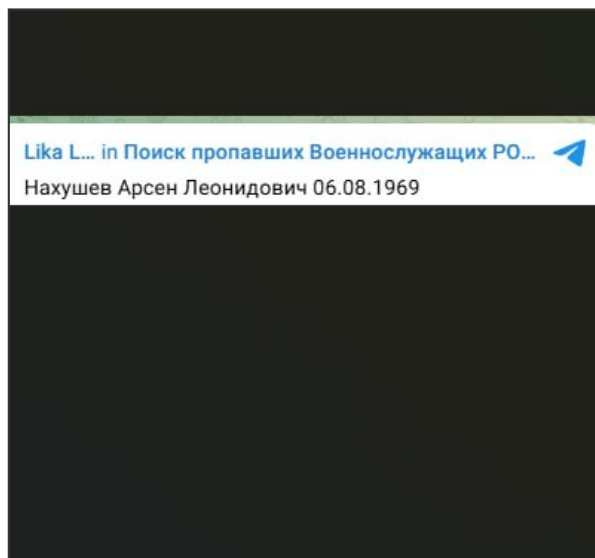 Lika L... in Поиск пропавших Военнослужащих РО...
Нахушев Арсен Леонидович 06.08.1969